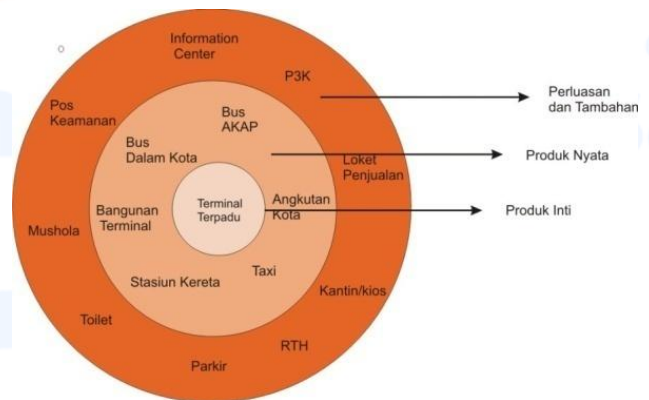 Information
Center
P3K
Pos
Keamanan
Bus
AKAP
Bus
Dalam Kota
Loket
Penjualan
Terminal
Terpadu
Angkutan
Kota
Bangunan
Terminal
Mushola
Taxi
Stasiun Kereta
Kantin/kios
Toilet
RTH
Parkir
Perluasan
dan Tambahan
Produk Nyata
Produk Inti